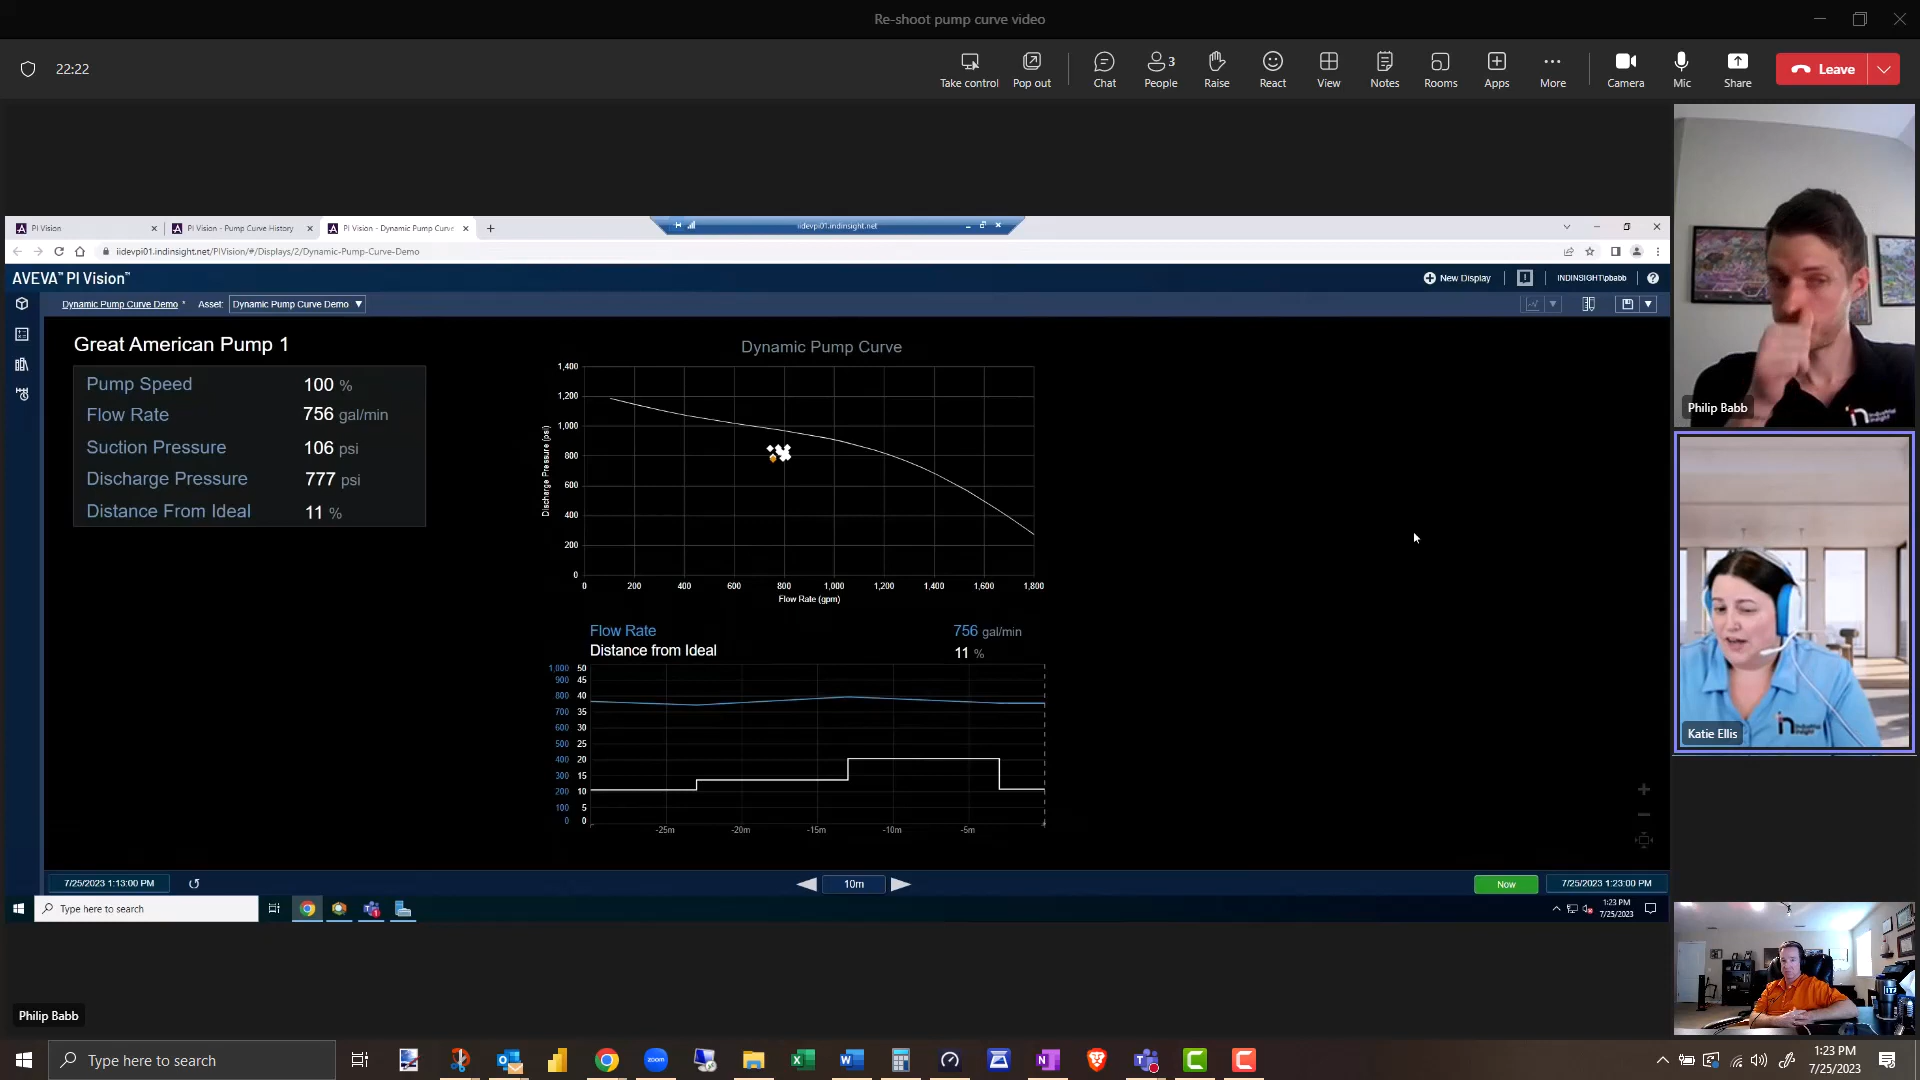 Re-shoot pump curve video
22:22
Take control
Pop out
Chat
3
People
Raise
React
View
Notes
Rooms
Apps
More
Camera
Mic
Share
Leave
PI Vision
PI Vision - Pump Curve History
PI Vision - Dynamic Pump Curve
iidevpi01.indinsight.net
iidevpi01.indinsight.net/PIVision/#/Displays/2/Dynamic-Pump-Curve-Demo
AVEVA™ PI Vision™
New Display
INDINSIGHT\pbabb
Dynamic Pump Curve Demo *
Asset:
Dynamic Pump Curve Demo
Great American Pump 1
Pump Speed 100 %
Flow Rate 756 gal/min
Suction Pressure 106 psi
Discharge Pressure 777 psi
Distance From Ideal 11 %
Dynamic Pump Curve
1,400
1,200
1,000
800
600
400
200
0
Discharge Pressure (psi)
0 200 400 600 800 1,000 1,200 1,400 1,600 1,800
Flow Rate (gpm)
Flow Rate 756 gal/min
Distance from Ideal 11 %
1,000 50
900 45
800 40
700 35
600 30
500 25
400 20
300 15
200 10
100 5
0 0
-25m -20m -15m -10m -5m
7/25/2023 1:13:00 PM
10m
Now
7/25/2023 1:23:00 PM
Type here to search
1:23 PM
7/25/2023
Philip Babb
Katie Ellis
Philip Babb
Type here to search
1:23 PM
7/25/2023